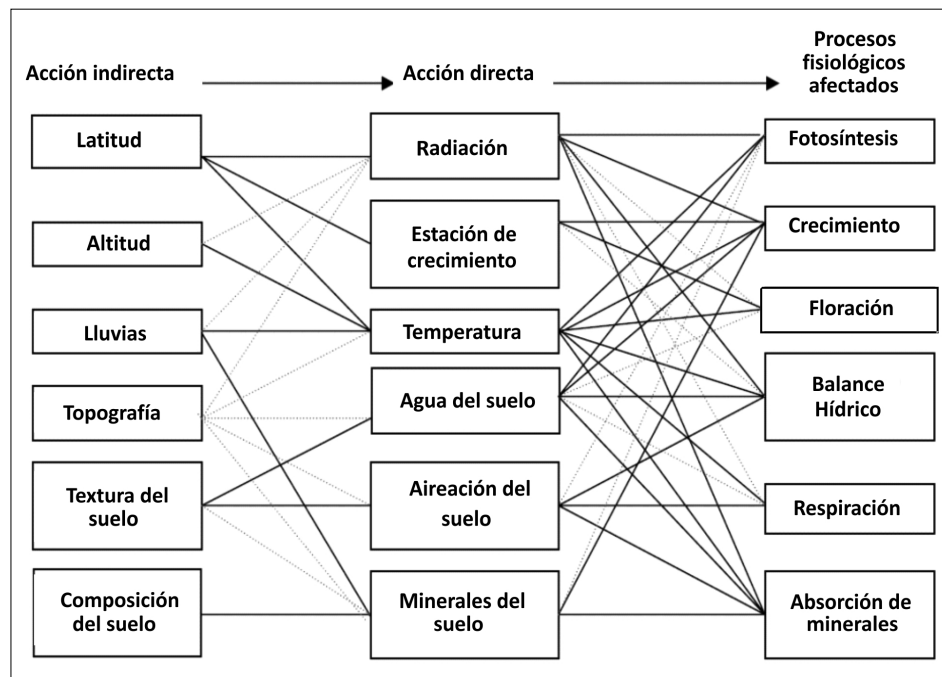 Acción indirecta
Acción directa
Procesos
fisiológicos
afectados
Latitud
Altitud
Lluvias
Topografía
Textura del
suelo
Composición
del suelo
Radiación
Estación de
crecimiento
Temperatura
Agua del suelo
Aireación del
suelo
Minerales del
suelo
Fotosíntesis
Crecimiento
Floración
Balance
Hídrico
Respiración
Absorción de
minerales